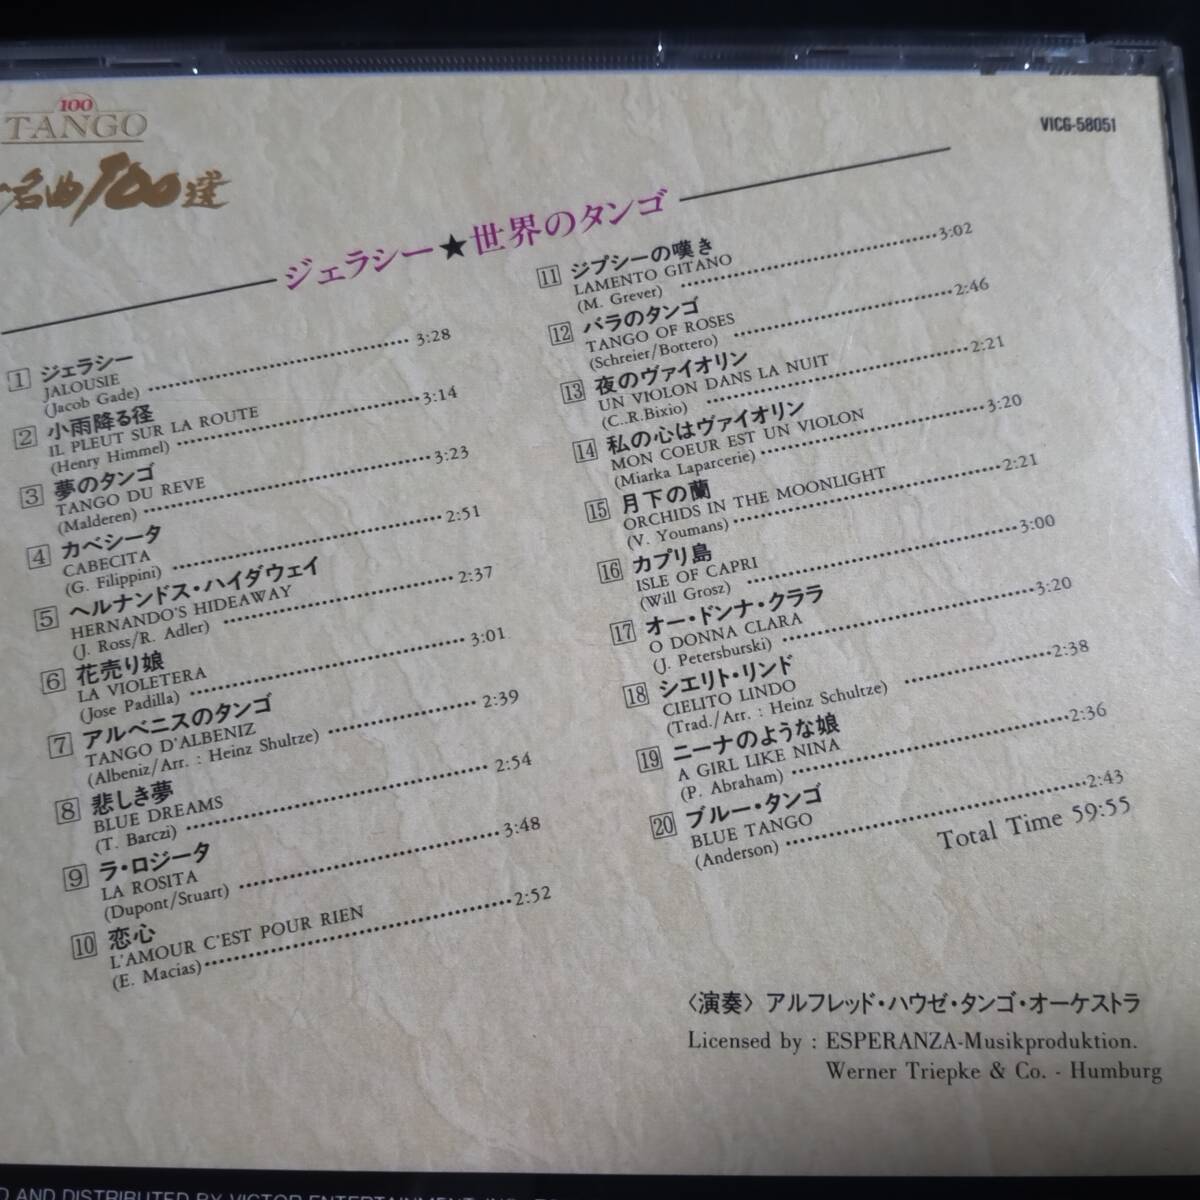 100
TANGO
名曲100選
VICG-58051
ジェラシー★世界のタンゴ
1 ジェラシー
JALOUSIE
(Jacob Gade) 3:28
2 小雨降る径
IL PLEUT SUR LA ROUTE
(Henry Himmel) 3:14
3 夢のタンゴ
TANGO DU REVE
(Malderen) 3:23
4 カベシータ
CABECITA
(G. Filippini) 2:51
5 ヘルナンドス・ハイダウェイ
HERNANDO'S HIDEAWAY
(J. Ross/R. Adler) 2:37
6 花売り娘
LA VIOLETERA
(Jose Padilla) 3:01
7 アルベニスのタンゴ
TANGO D'ALBENIZ
(Albeniz/Arr. : Heinz Shultze) 2:39
8 悲しき夢
BLUE DREAMS
(T. Barczi) 2:54
9 ラ・ロジータ
LA ROSITA
(Dupont/Stuart) 3:48
10 恋心
L'AMOUR C'EST POUR RIEN
(E. Macias) 2:52
11 ジプシーの嘆き
LAMENTO GITANO
(M. Grever) 3:02
12 バラのタンゴ
TANGO OF ROSES
(Schreier/Bottero) 2:46
13 夜のヴァイオリン
UN VIOLON DANS LA NUIT
(C..R.Bixio) 2:21
14 私の心はヴァイオリン
MON COEUR EST UN VIOLON
(Miarka Laparcerie) 3:20
15 月下の蘭
ORCHIDS IN THE MOONLIGHT
(V. Youmans) 2:21
16 カプリ島
ISLE OF CAPRI
(Will Grosz) 3:00
17 オー・ドンナ・クララ
O DONNA CLARA
(J. Petersburski) 3:20
18 シエリト・リンド
CIELITO LINDO
(Trad./Arr. : Heinz Schultze) 2:38
19 ニーナのような娘
A GIRL LIKE NINA
(P. Abraham) 2:36
20 ブルー・タンゴ
BLUE TANGO
(Anderson) 2:43
Total Time 59:55
〈演奏〉アルフレッド・ハウゼ・タンゴ・オーケストラ
Licensed by : ESPERANZA-Musikproduktion.
Werner Triepke & Co. - Humburg
AND DISTRIBUTED BY VICTOR ENTERTAINMENT